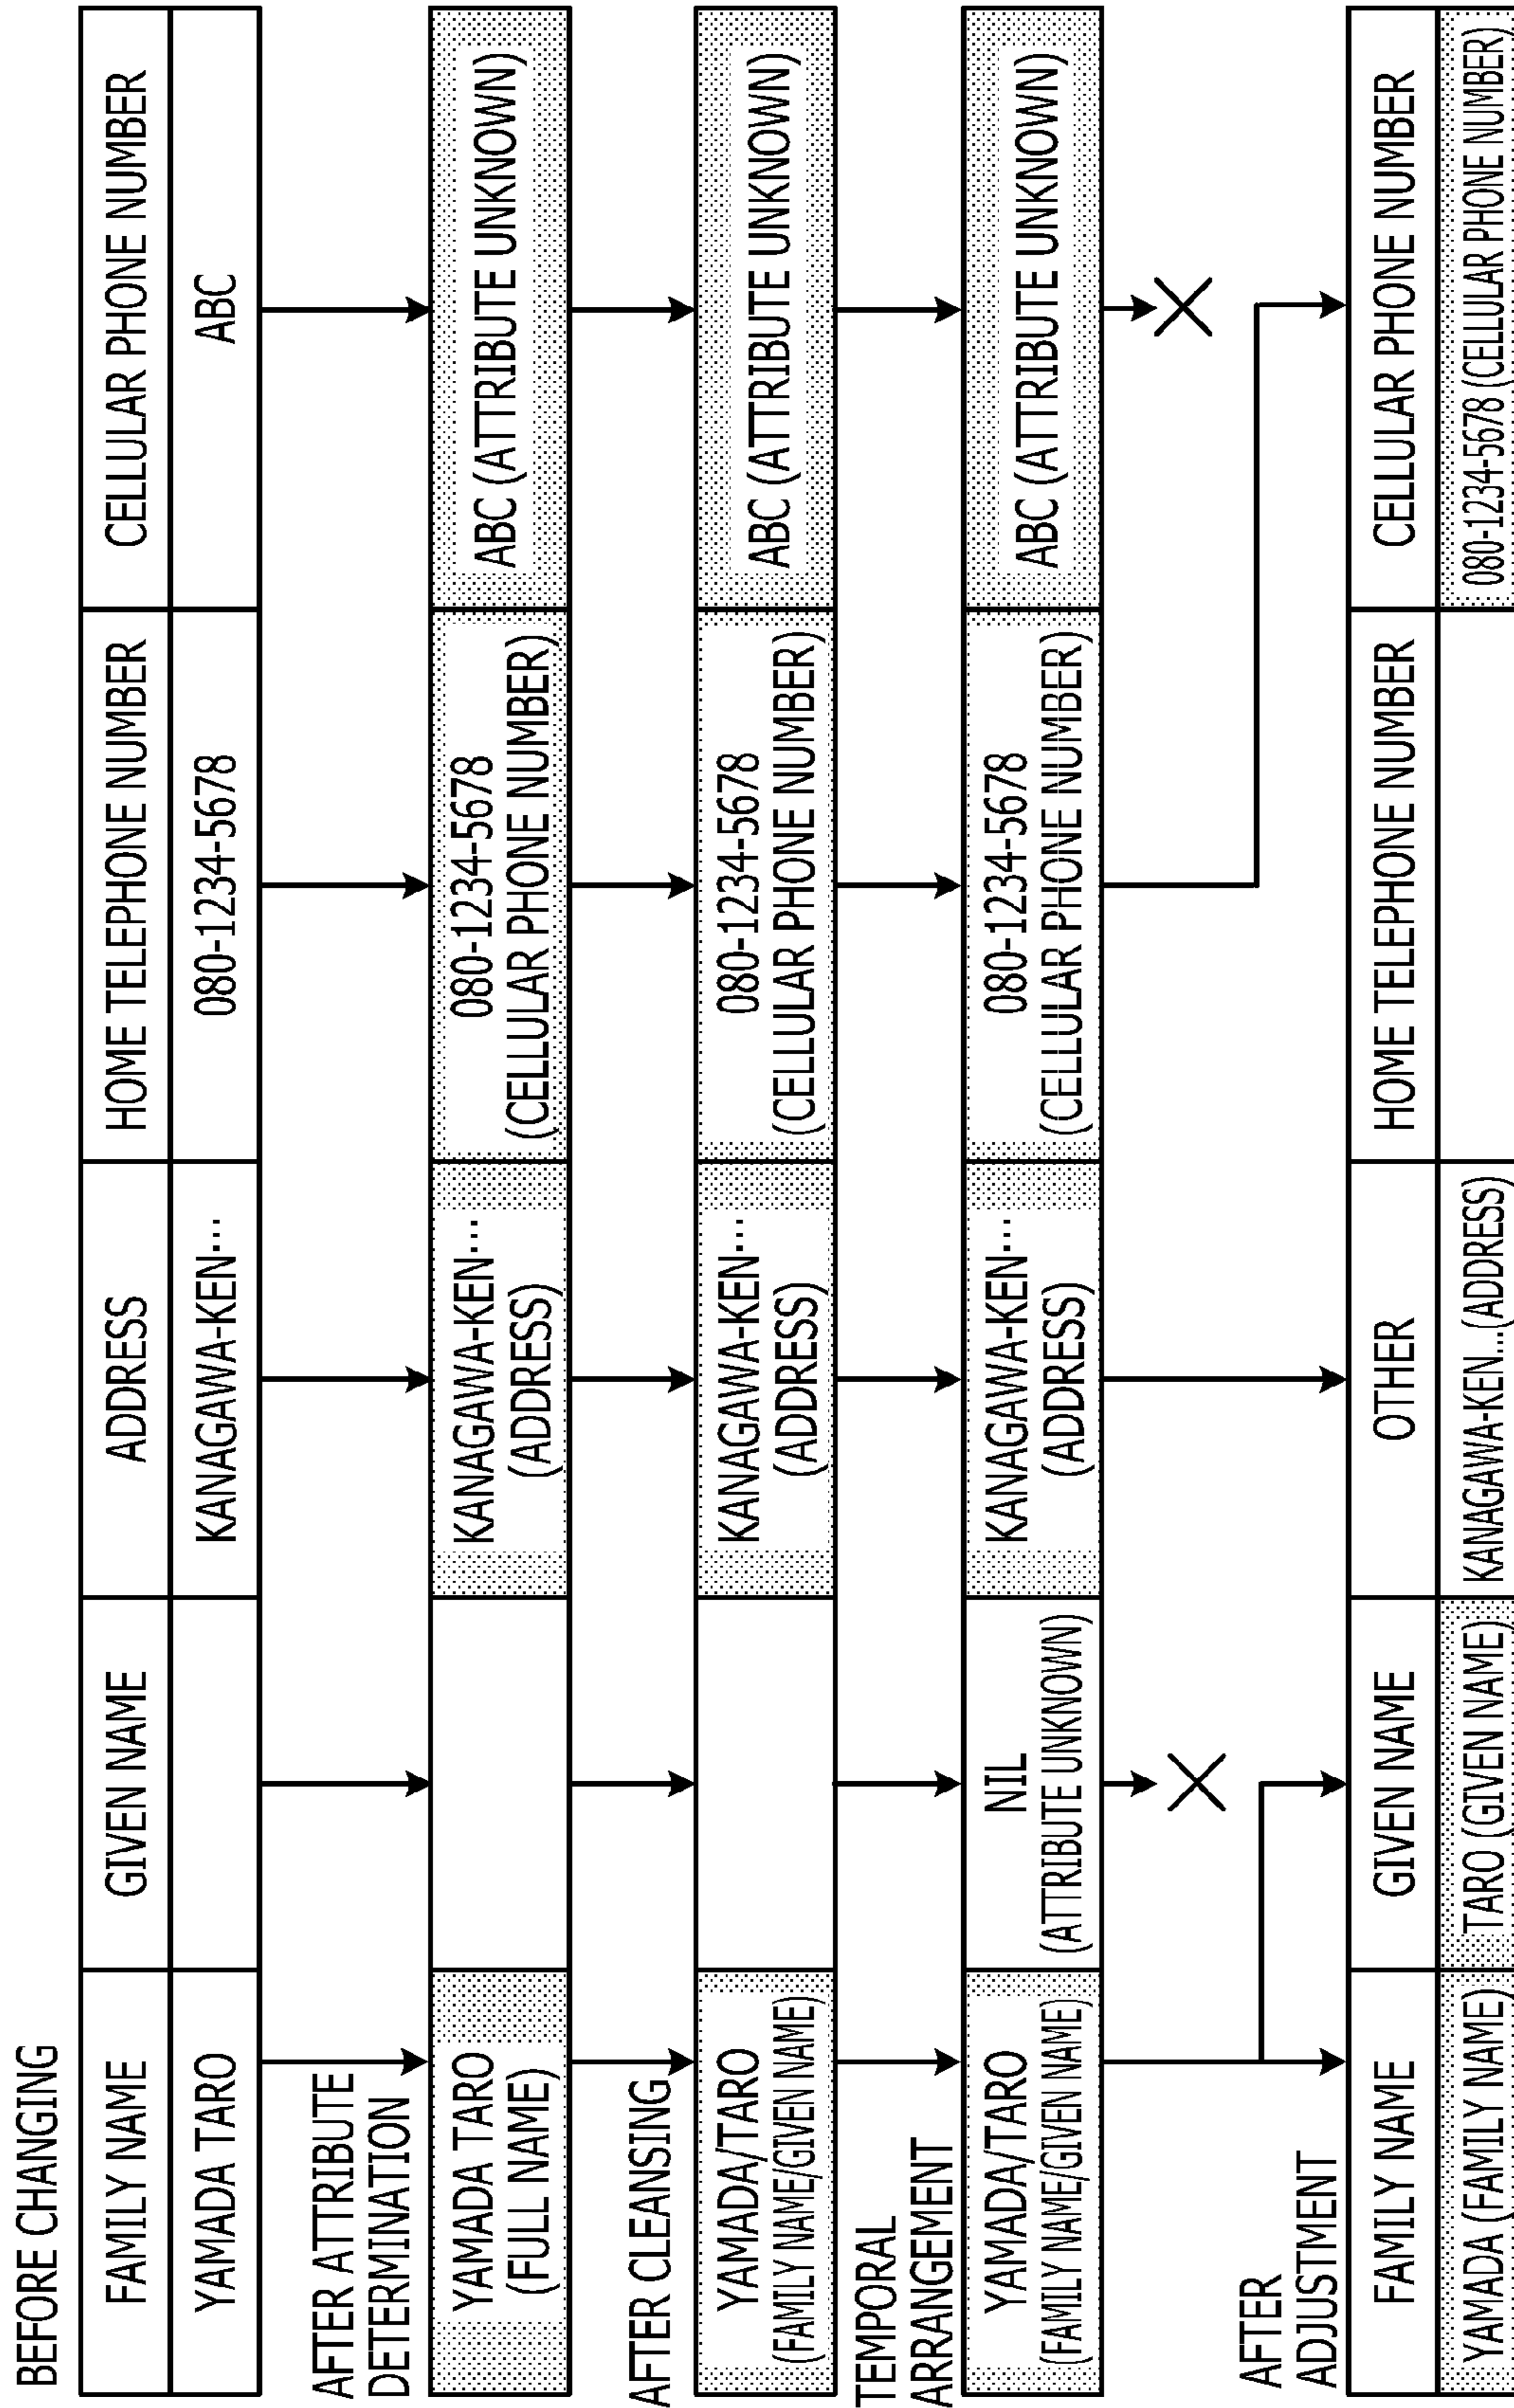 BEFORE CHANGING
FAMILY NAME
GIVEN NAME
ADDRESS
HOME TELEPHONE NUMBER
CELLULAR PHONE NUMBER
YAMADA TARO
KANAGAWA-KEN···
080-1234-5678
ABC
AFTER ATTRIBUTE
DETERMINATION
YAMADA TARO
(FULL NAME)
KANAGAWA-KEN···
(ADDRESS)
080-1234-5678
(CELLULAR PHONE NUMBER)
ABC (ATTRIBUTE UNKNOWN)
AFTER CLEANSING
YAMADA/TARO
(FAMILY NAME/GIVEN NAME)
KANAGAWA-KEN···
(ADDRESS)
080-1234-5678
(CELLULAR PHONE NUMBER)
ABC (ATTRIBUTE UNKNOWN)
TEMPORAL
ARRANGEMENT
YAMADA/TARO
(FAMILY NAME/GIVEN NAME)
NIL
(ATTRIBUTE UNKNOWN)
KANAGAWA-KEN···
(ADDRESS)
080-1234-5678
(CELLULAR PHONE NUMBER)
ABC (ATTRIBUTE UNKNOWN)
AFTER
ADJUSTMENT
FAMILY NAME
GIVEN NAME
OTHER
HOME TELEPHONE NUMBER
CELLULAR PHONE NUMBER
YAMADA (FAMILY NAME)
TARO (GIVEN NAME)
KANAGAWA-KEN...(ADDRESS)
080-1234-5678 (CELLULAR PHONE NUMBER)